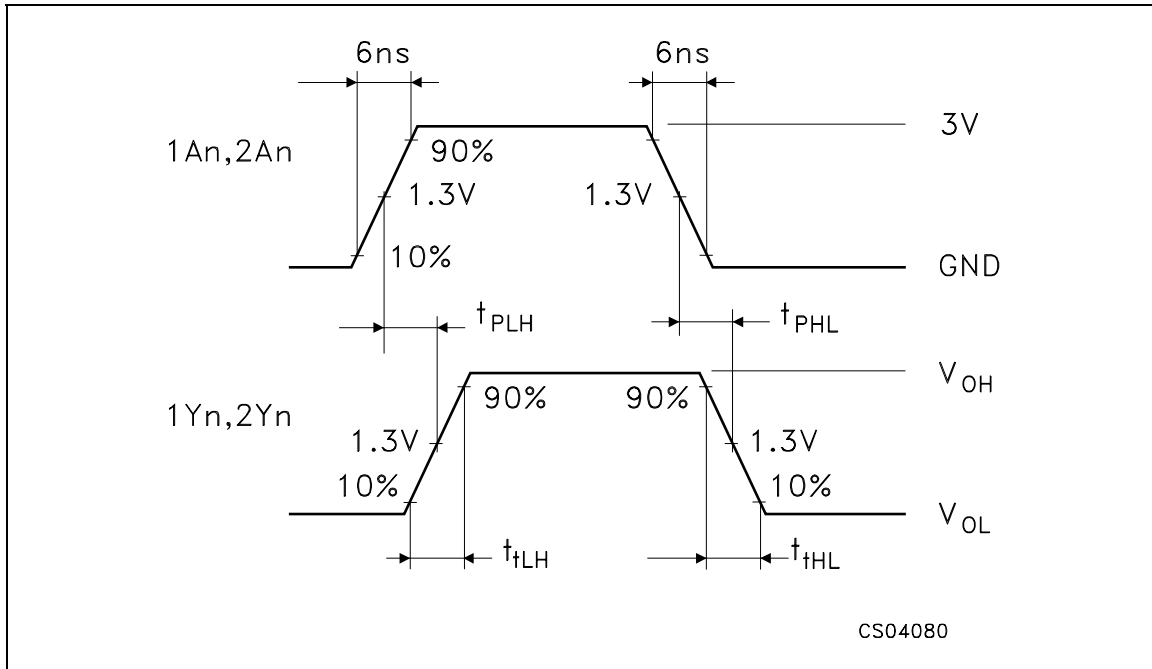 6ns
6ns
3V
1An,2An
90%
1.3V
1.3V
10%
GND
tPLH
tPHL
VOH
90%
90%
1Yn,2Yn
1.3V
1.3V
10%
10%
VOL
ttLH
ttHL
CS04080